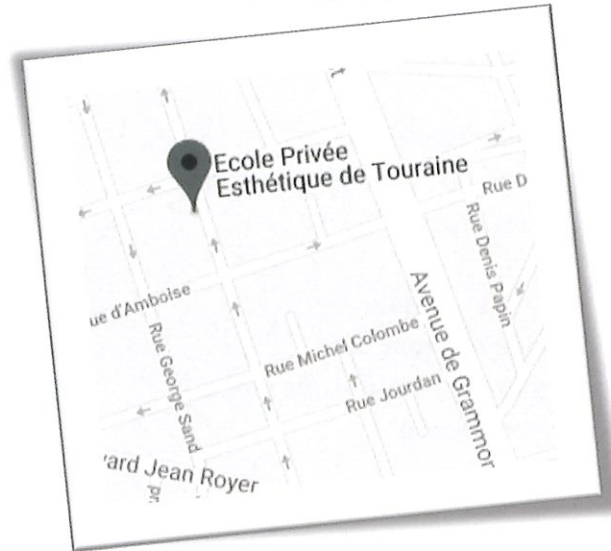 Ecole Privée
Esthétique de Touraine
Rue D
Rue Denis Papin
ue d'Amboise
Rue George Sand
Avenue de Grammor
Rue Michel Colombe
Rue Jourdan
'ard Jean Royer
pr.